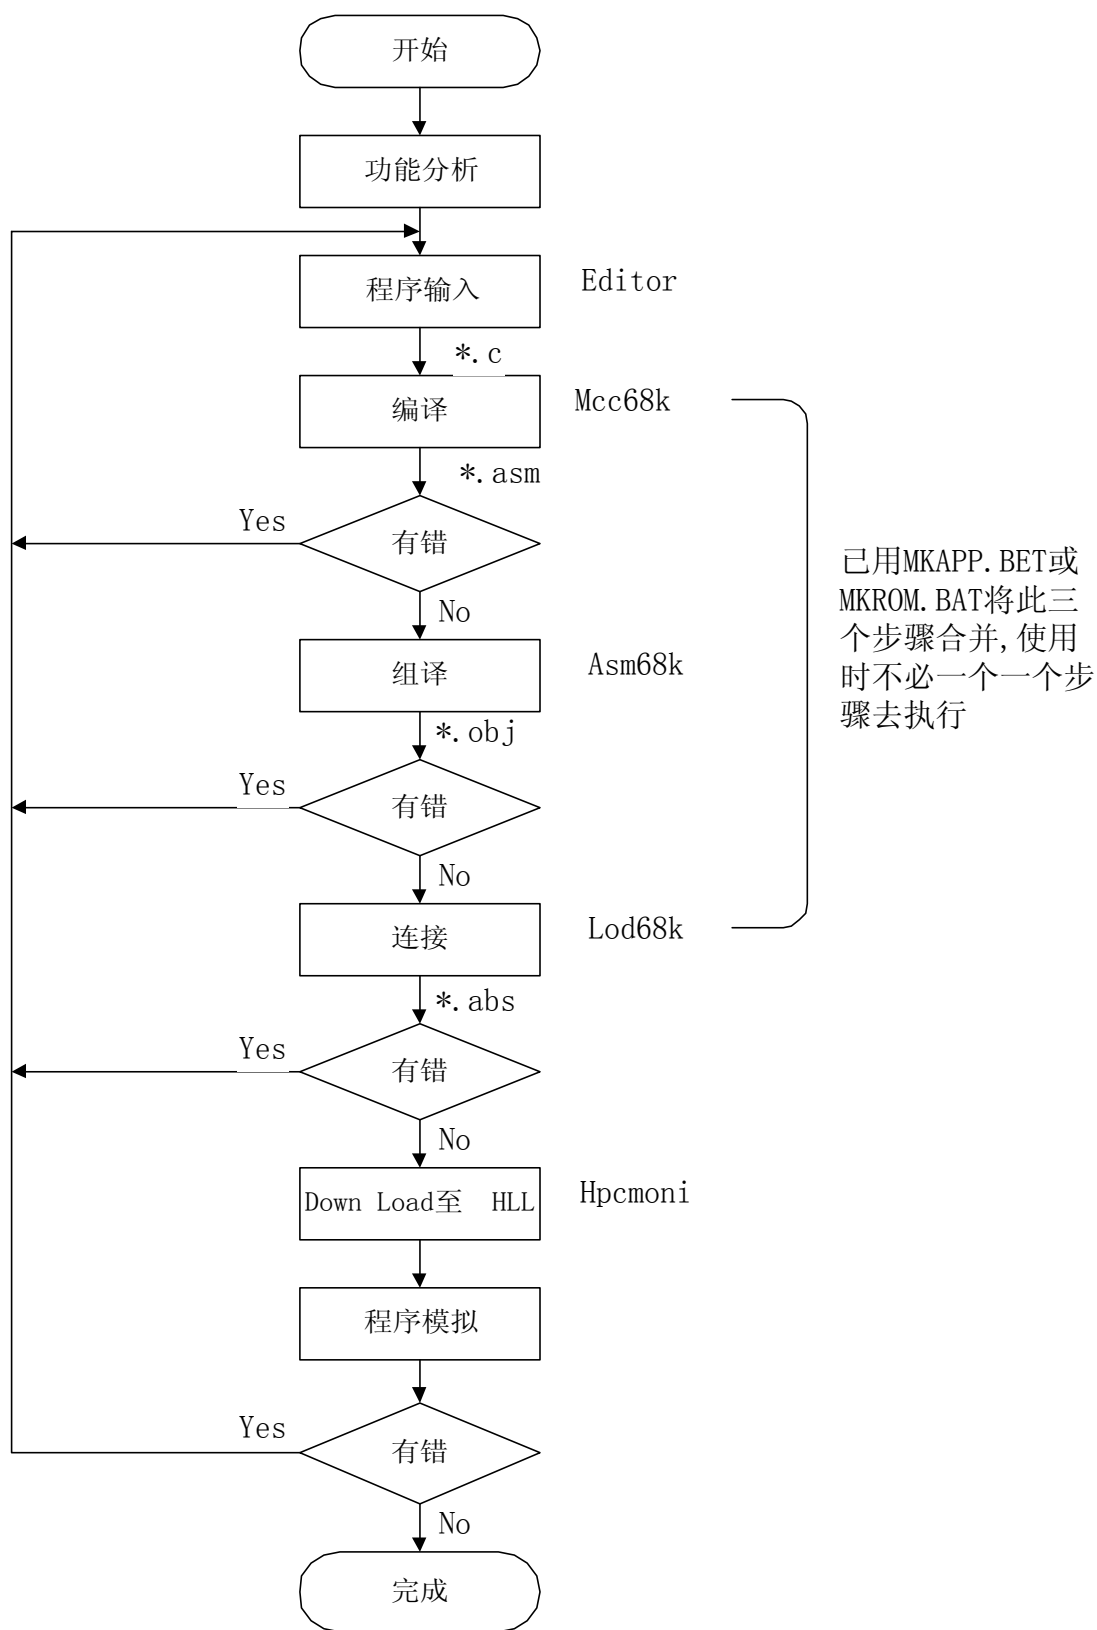 开始
功能分析
程序输入
Editor
*.c
编译
Mcc68k
*.asm
Yes
有错
No
已用MKAPP.BET或
MKROM.BAT将此三
个步骤合并,使用
时不必一个一个步
骤去执行
组译
Asm68k
*.obj
Yes
有错
No
连接
Lod68k
*.abs
Yes
有错
No
Down Load至 HLL
Hpcmoni
程序模拟
Yes
有错
No
完成